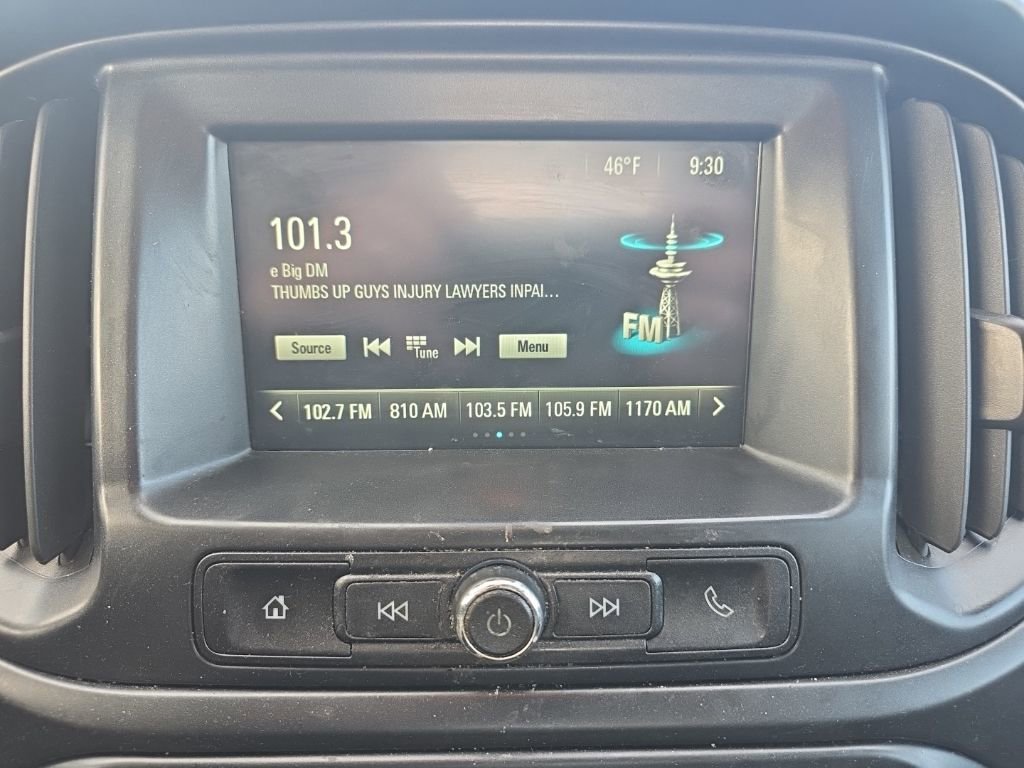 46°F 9:30
101.3
e Big DM
THUMBS UP GUYS INJURY LAWYERS INPAI...
FM
Source Tune Menu
102.7 FM 810 AM 103.5 FM 105.9 FM 1170 AM